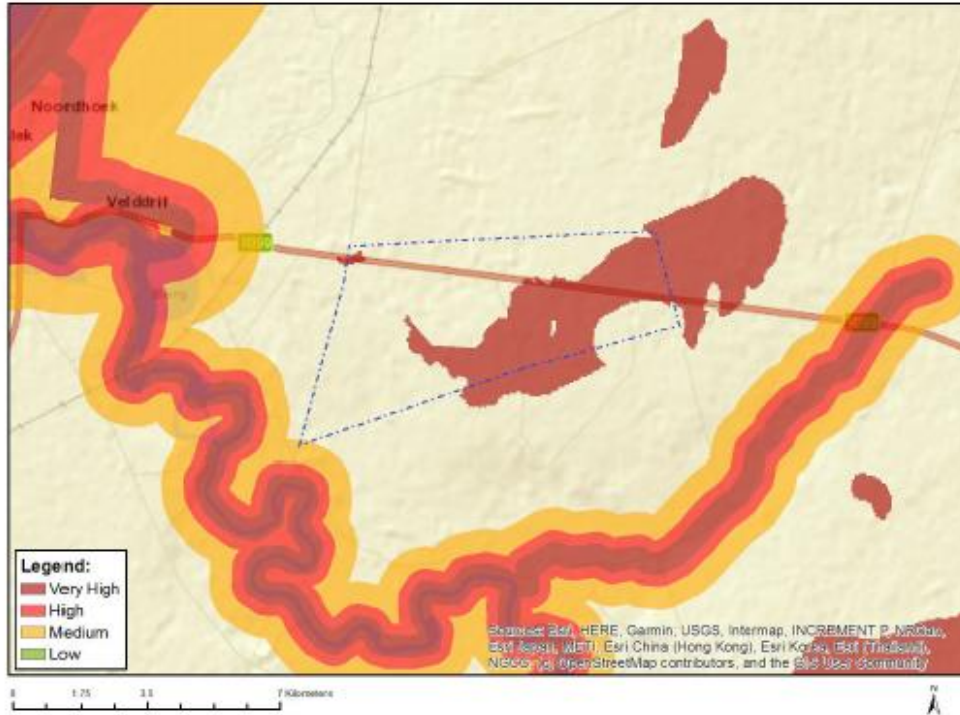 Noordhoek
lek
Velddrif
Legend:
Very High
High
Medium
Low
Sources: Esri, HERE, Garmin, USGS, Intermap, INCREMENT P, NRCan,
Esri Japan, METI, Esri China (Hong Kong), Esri Korea, Esri (Thailand),
NGCC, (c) OpenStreetMap contributors, and the GIS User Community
0 1.75 3.5 7 Kilometers
N